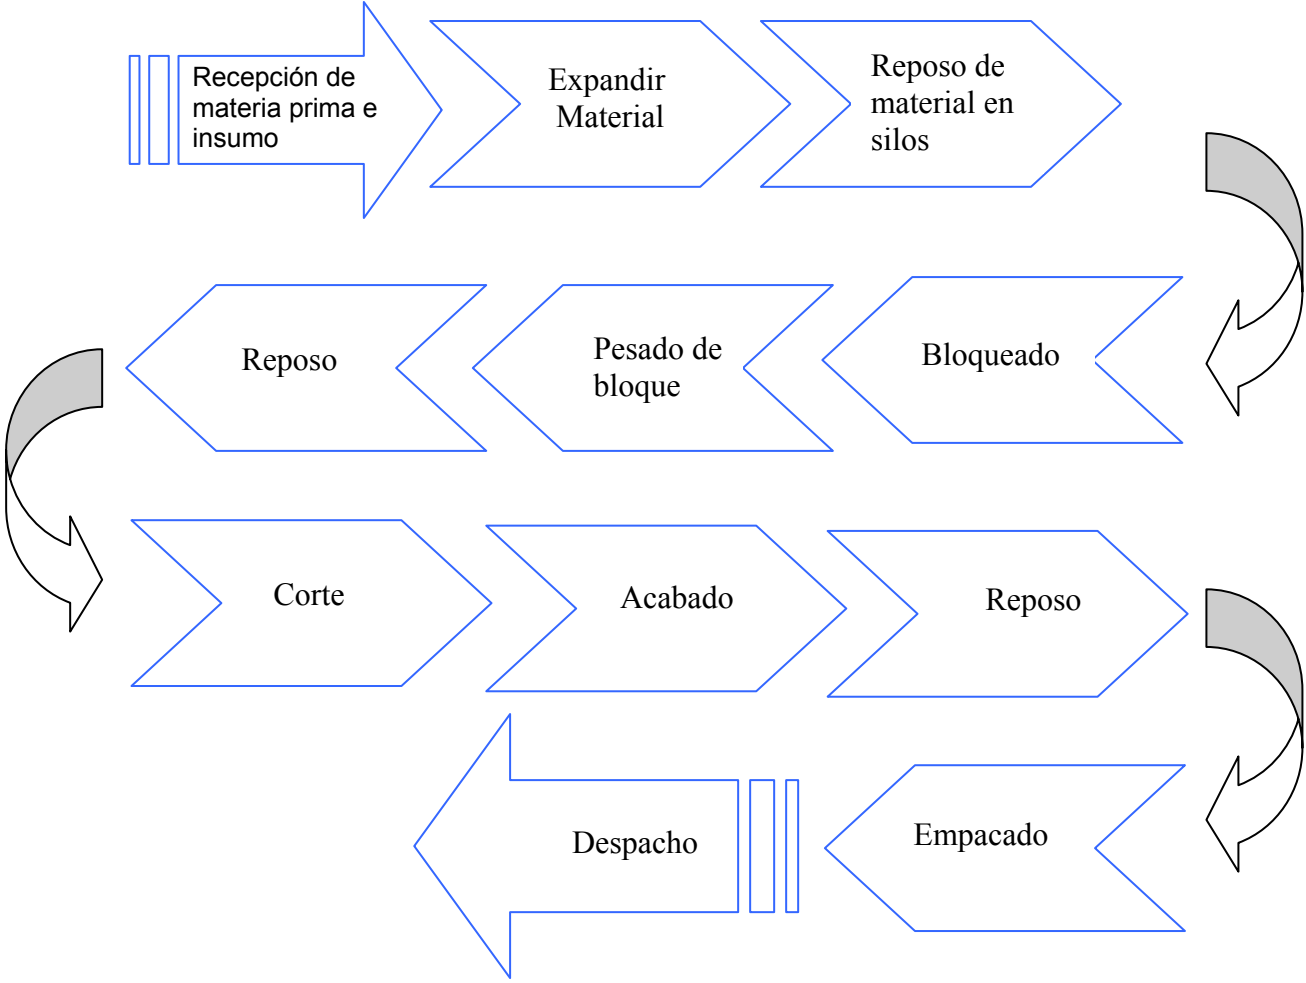 Recepción de
materia prima e
insumo
Expandir
Material
Reposo de
material en
silos
Bloqueado
Pesado de
bloque
Reposo
Corte
Acabado
Reposo
Empacado
Despacho